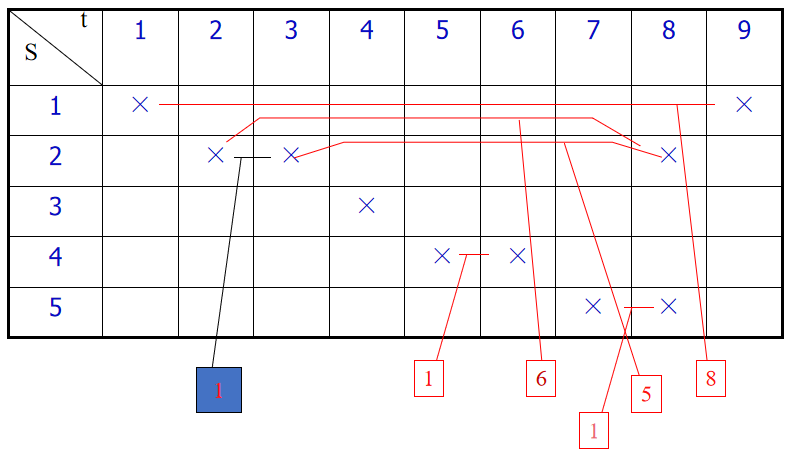 t
S
1 2 3 4 5 6 7 8 9
1 × ×
2 × × ×
3 ×
4 × ×
5 × ×
1 1 6 5 8
1